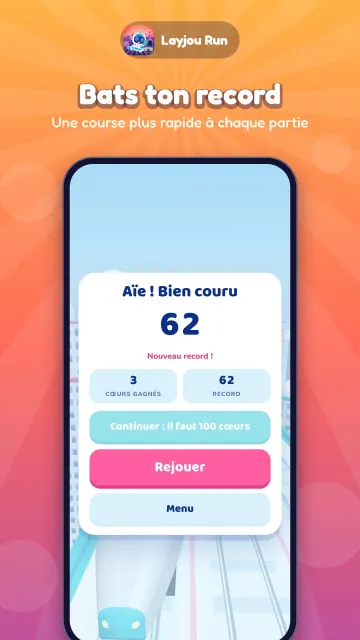 Layjou Run
Bats ton record
Une course plus rapide à chaque partie
Aïe ! Bien couru
62
Nouveau record !
3
CŒURS GAGNÉS
62
RECORD
Continuer : il faut 100 cœurs
Rejouer
Menu